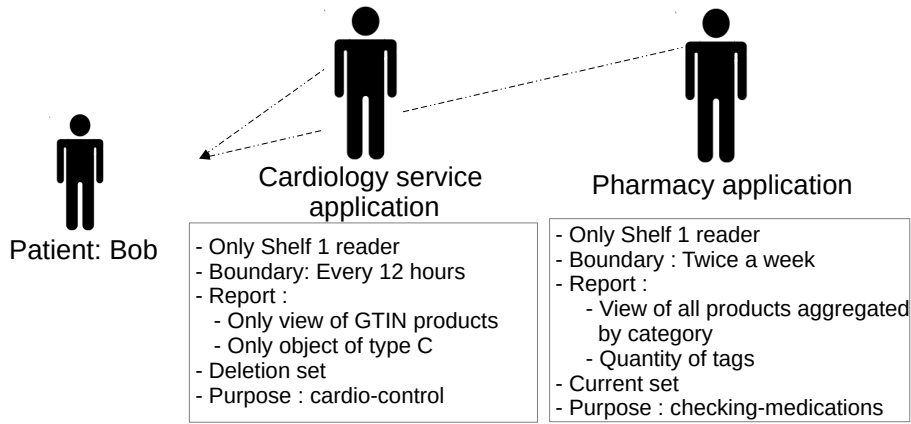 Patient: Bob
Cardiology service
application
- Only Shelf 1 reader
- Boundary: Every 12 hours
- Report :
- Only view of GTIN products
- Only object of type C
- Deletion set
- Purpose : cardio-control
Pharmacy application
- Only Shelf 1 reader
- Boundary : Twice a week
- Report :
- View of all products aggregated
by category
- Quantity of tags
- Current set
- Purpose : checking-medications